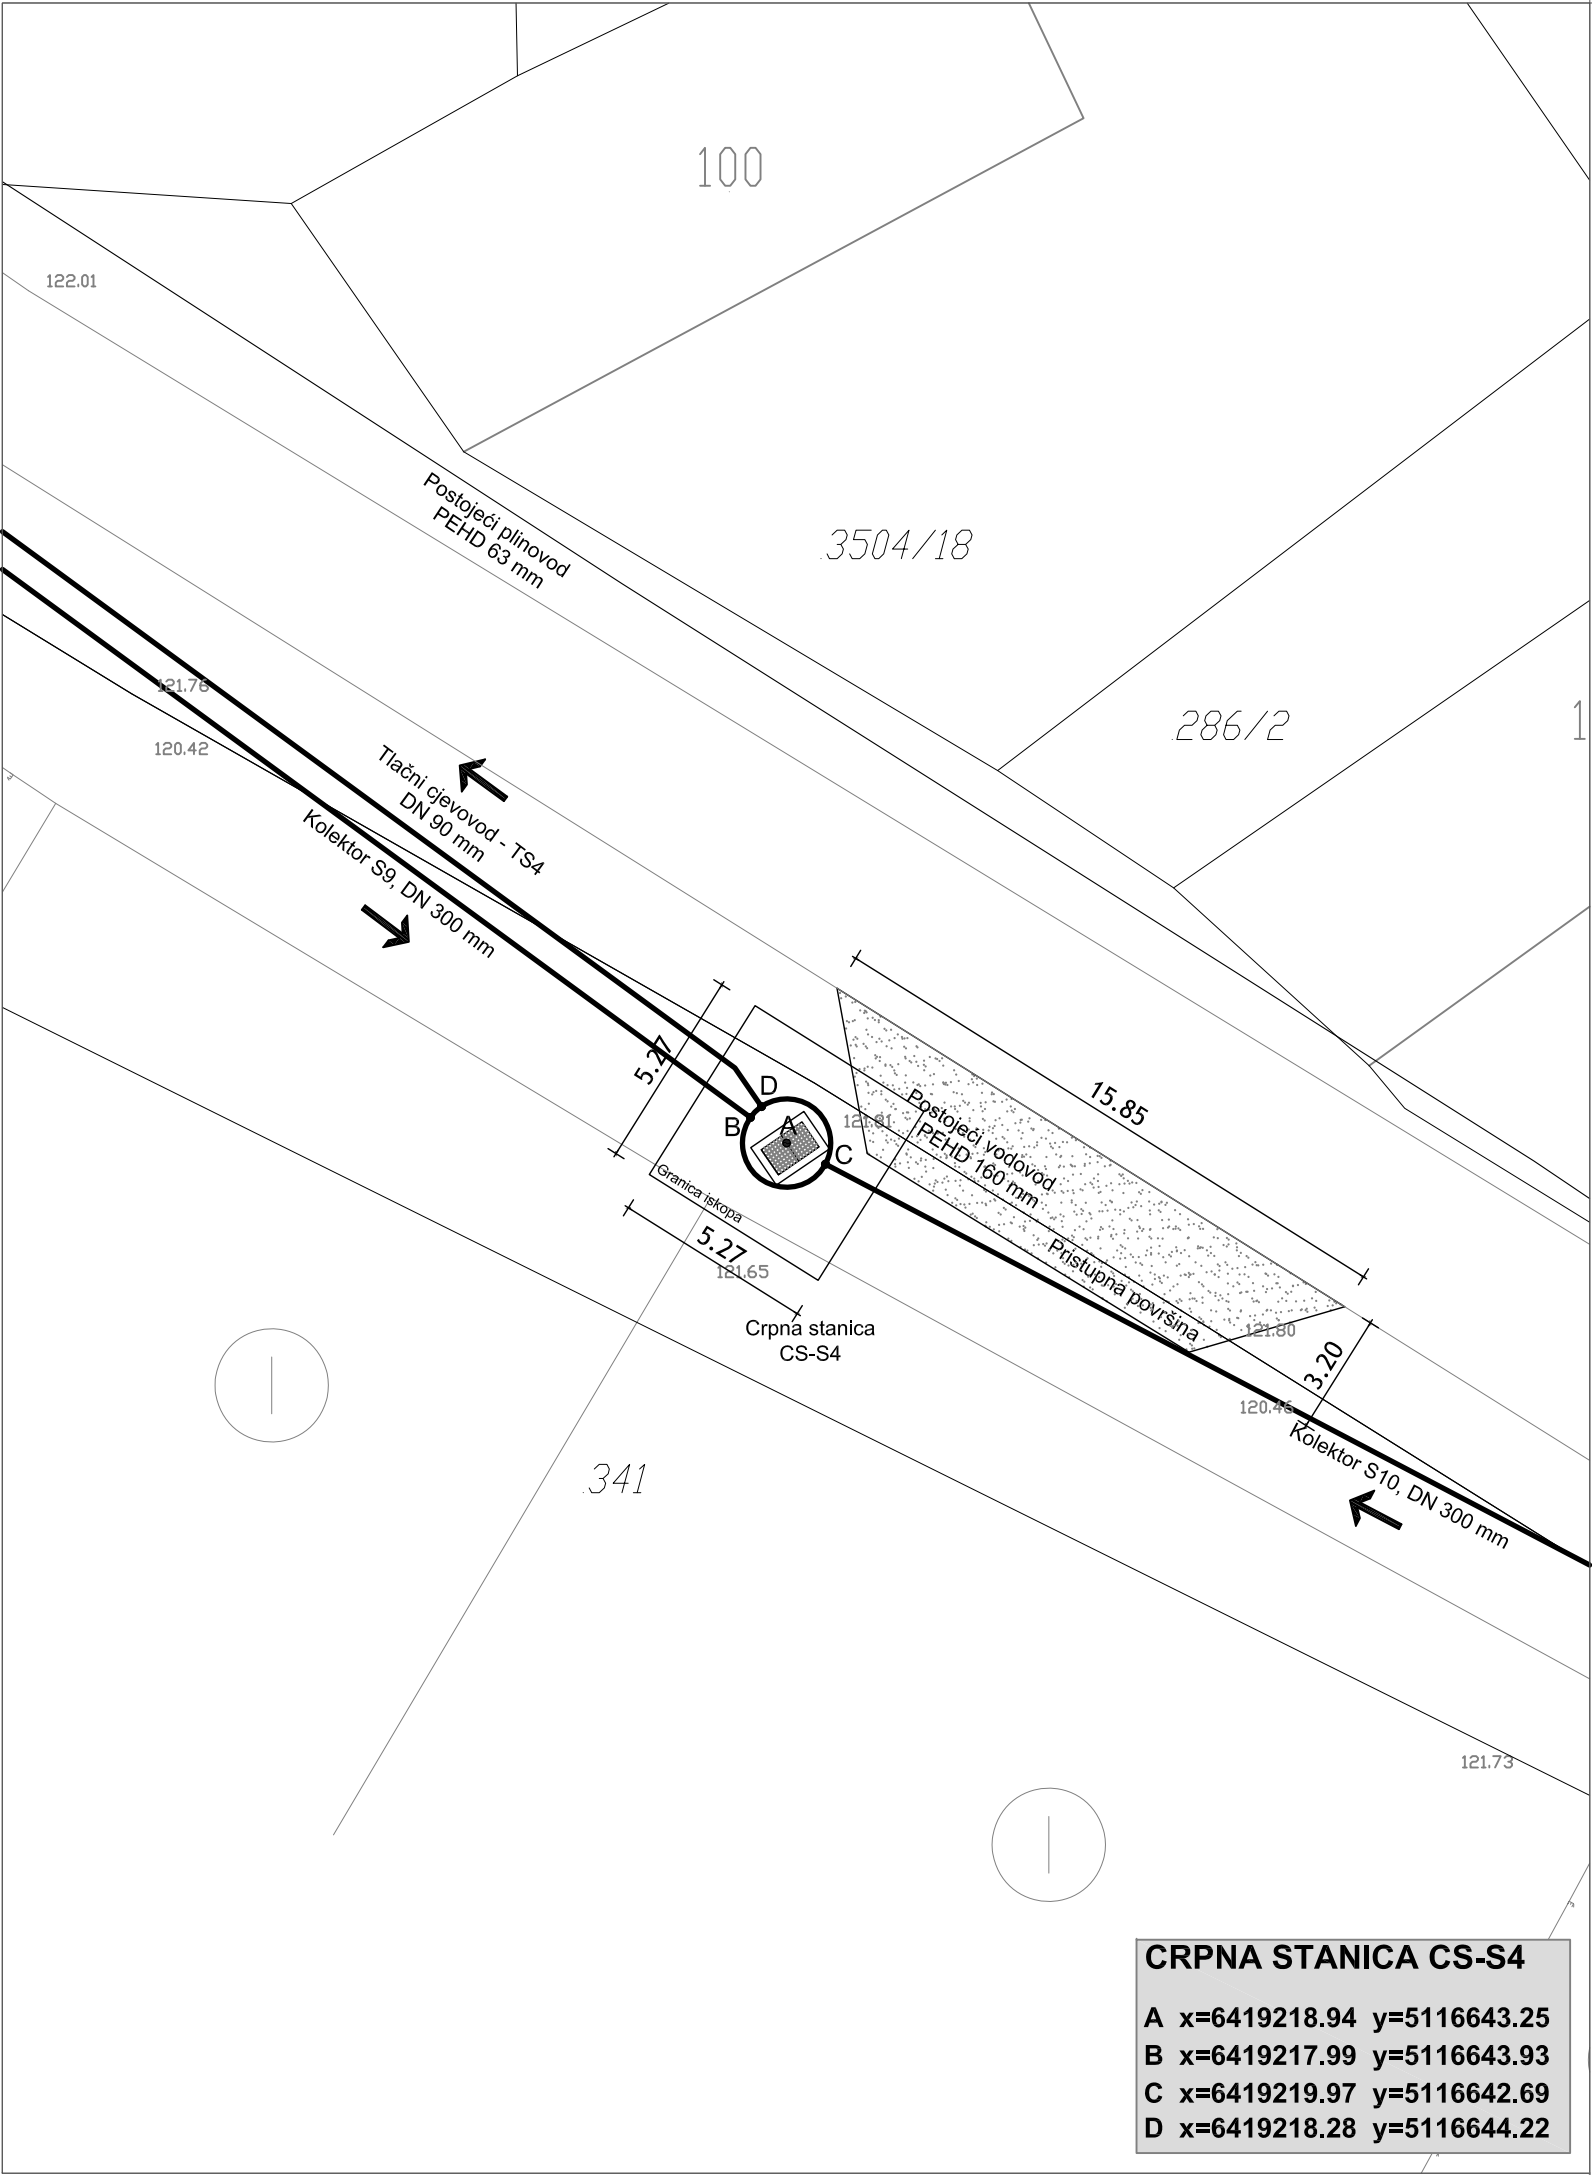 100
122.01
Postojeći plinovod
PEHD 63 mm
3504/18
286/2
1
121.76
120.42
Tlačni cjevovod - TS4
DN 90 mm
Kolektor S9, DN 300 mm
5.27
15.85
D
B
A
C
121.81
Postojeći vodovod
PEHD 160 mm
Granica iskopa
5.27
121.65
Pristupna površina
Crpna stanica
CS-S4
121.80
3.20
120.46
Kolektor S10, DN 300 mm
341
121.73
CRPNA STANICA CS-S4
A x=6419218.94 y=5116643.25
B x=6419217.99 y=5116643.93
C x=6419219.97 y=5116642.69
D x=6419218.28 y=5116644.22